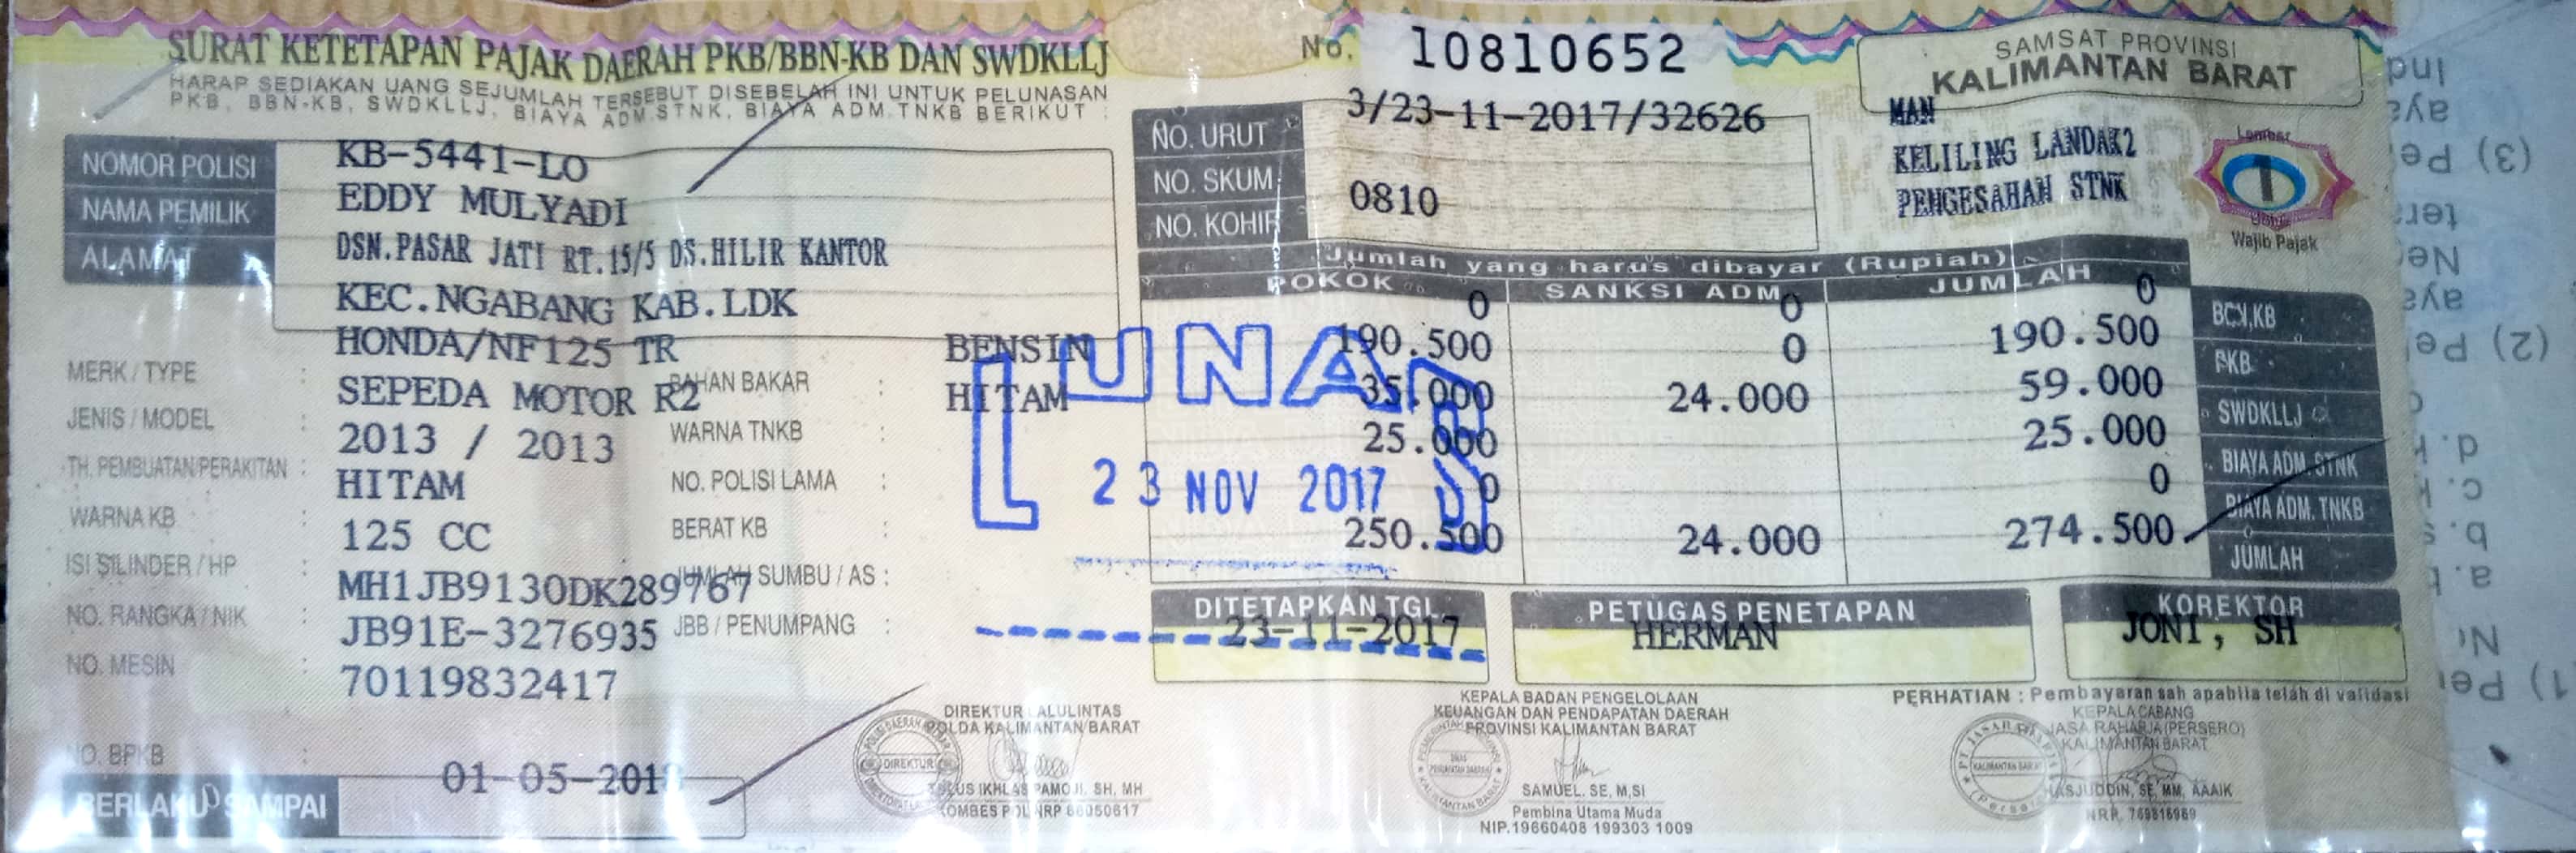 SURAT KETETAPAN PAJAK DAERAH PKB/BBN-KB DAN SWDKLLJ
HARAP SEDIAKAN UANG SEJUMLAH TERSEBUT DISEBELAH INI UNTUK PELUNASAN
PKB, BBN-KB, SWDKLLJ, BIAYA ADM.STNK, BIAYA ADM.TNKB BERIKUT :
NOMOR POLISI KB-5441-LO
NAMA PEMILIK EDDY MULYADI
ALAMAT DSN.PASAR JATI RT.15/5 DS.HILIR KANTOR
KEC.NGABANG KAB.LDK
MERK / TYPE : HONDA/NF125 TR
JENIS / MODEL : SEPEDA MOTOR R2
TH. PEMBUATAN/PERAKITAN : 2013 / 2013
WARNA KB : HITAM
ISI SILINDER / HP : 125 CC
NO. RANGKA / NIK : MH1JB9130DK289767
NO. MESIN : JB91E-3276935
NO. BPKB : 70119832417
BAHAN BAKAR : BENSIN
WARNA TNKB : HITAM
NO. POLISI LAMA :
BERAT KB :
JUMLAH SUMBU / AS :
JBB / PENUMPANG :
BERLAKU SAMPAI 01-05-2018
DIREKTUR LALULINTAS
POLDA KALIMANTAN BARAT
DIREKTUR
PAMOJI, SH, MH
KOMBES POL NRP 66050617
No. 10810652
NO. URUT 3/23-11-2017/32626
NO. SKUM
NO. KOHIR 0810
SAMSAT PROVINSI
KALIMANTAN BARAT
MAN
KELILING LANDAK2
PENGESAHAN STNK
Lembar
1
Untuk
Wajib Pajak
Jumlah yang harus dibayar (Rupiah)
POKOK SANKSI ADM JUMLAH
0 0 0 BBN,KB
190.500 0 190.500 PKB
35.000 24.000 59.000 SWDKLLJ
25.000 25.000 BIAYA ADM. STNK
0 0 BIAYA ADM. TNKB
250.500 24.000 274.500 JUMLAH
LUNAS
23 NOV 2017
DITETAPKAN TGL. 23-11-2017
PETUGAS PENETAPAN HERMAN
KOREKTOR JONI, SH
PERHATIAN : Pembayaran sah apabila telah di validasi
KEPALA BADAN PENGELOLAAN
KEUANGAN DAN PENDAPATAN DAERAH
PROVINSI KALIMANTAN BARAT
SAMUEL. SE, M,SI
Pembina Utama Muda
NIP.19660408 199303 1009
KEPALA CABANG
JASA RAHARJA (PERSERO)
KALIMANTAN BARAT
HASJUDDIN, SE, MM, AAAIK